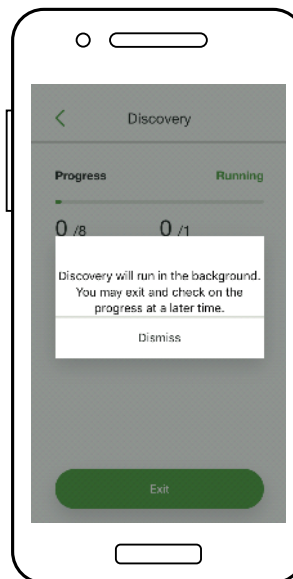 Discovery
Progress Running
0 /8 0 /1
Discovery will run in the background.
You may exit and check on the
progress at a later time.
Dismiss
Exit